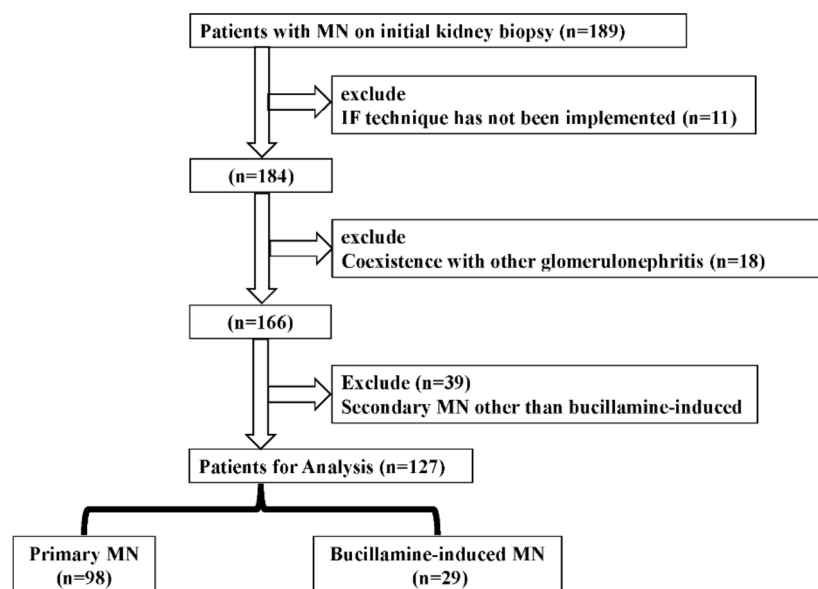 Patients with MN on initial kidney biopsy (n=189)
exclude
IF technique has not been implemented (n=11)
(n=184)
exclude
Coexistence with other glomerulonephritis (n=18)
(n=166)
Exclude (n=39)
Secondary MN other than bucillamine-induced
Patients for Analysis (n=127)
Primary MN
(n=98)
Bucillamine-induced MN
(n=29)